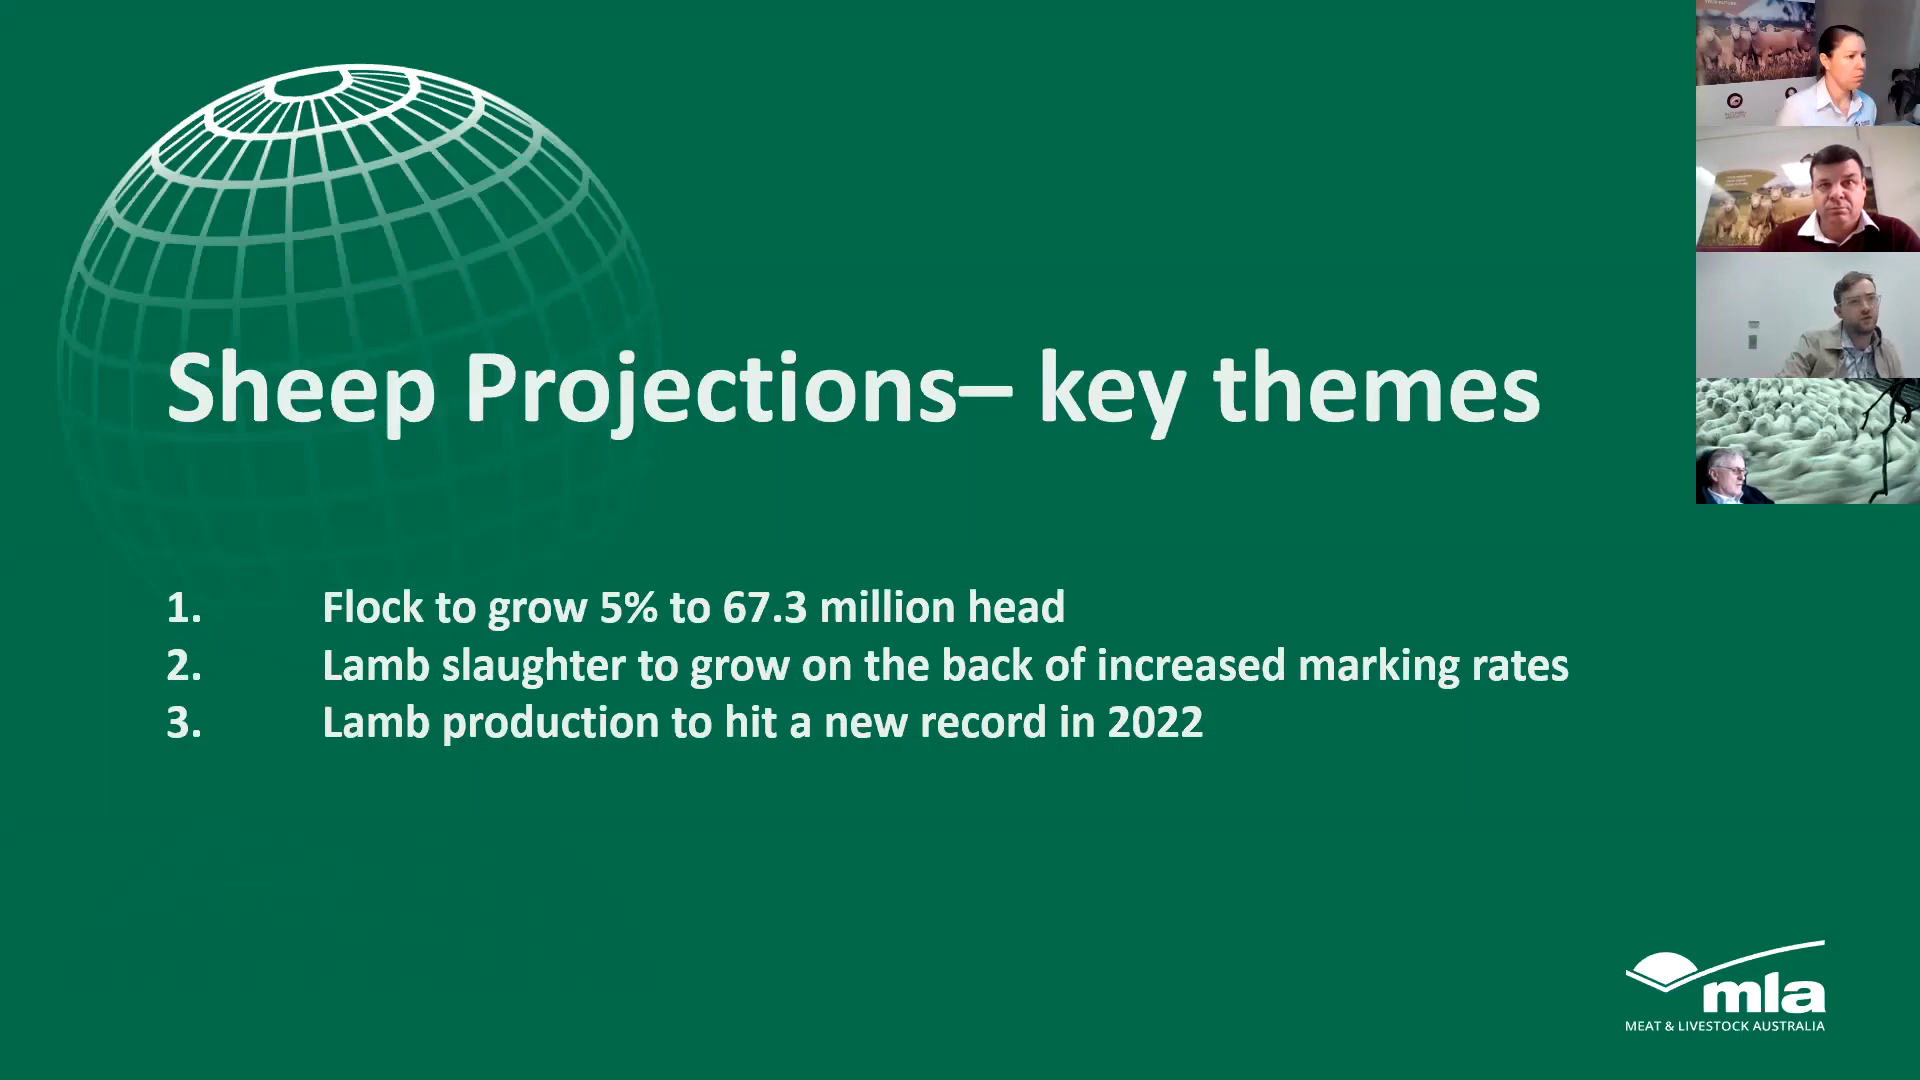 Sheep Projections– key themes
1. Flock to grow 5% to 67.3 million head
2. Lamb slaughter to grow on the back of increased marking rates
3. Lamb production to hit a new record in 2022
mla
MEAT & LIVESTOCK AUSTRALIA